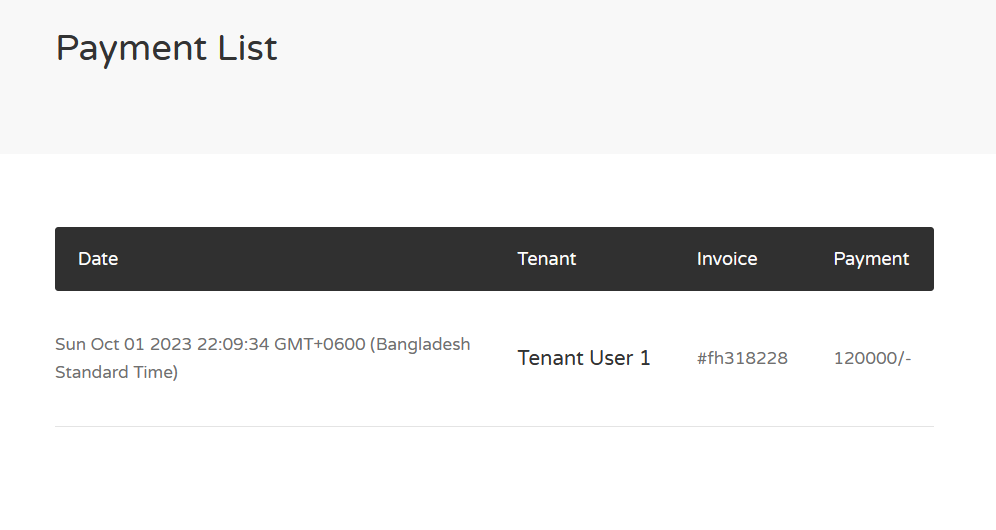 Payment List
Date Tenant Invoice Payment
Sun Oct 01 2023 22:09:34 GMT+0600 (Bangladesh
Standard Time)
Tenant User 1 #fh318228 120000/-